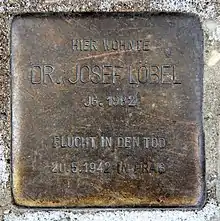 HIER WOHNTE
DR. JOSEF LÖBEL
JG. 1882
FLUCHT IN DEN TOD
20.5.1942 IN PRAG